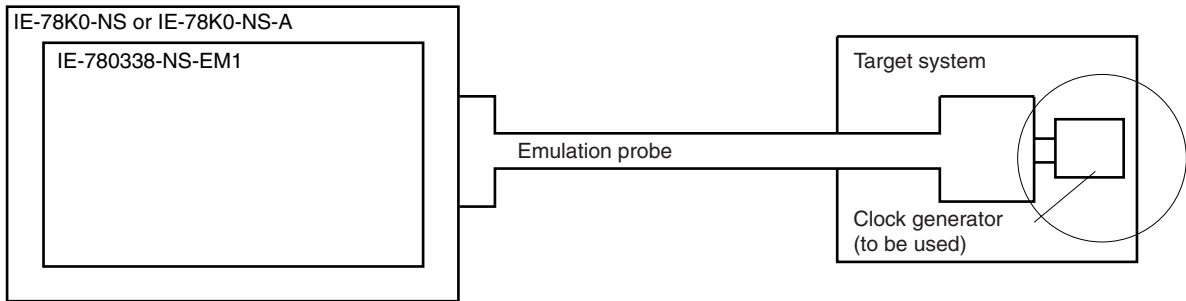 IE-78K0-NS or IE-78K0-NS-A
IE-780338-NS-EM1
Target system
Emulation probe
Clock generator
(to be used)